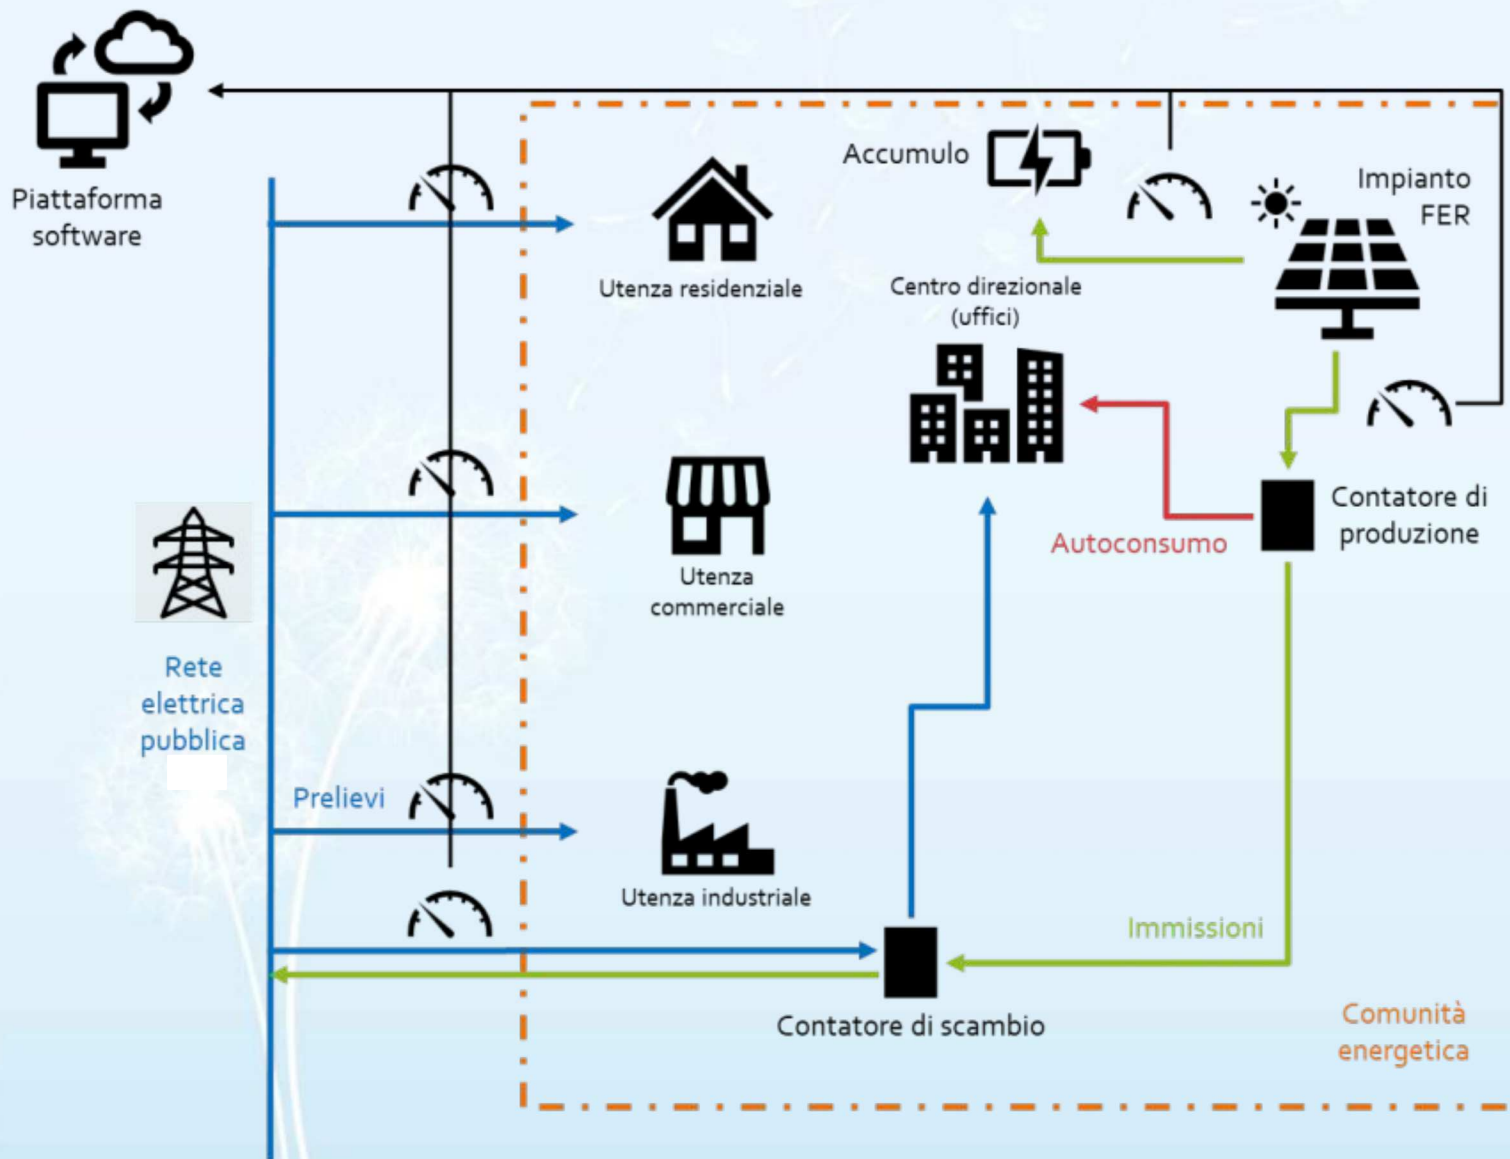 Piattaforma
software
Accumulo
Impianto
FER
Utenza residenziale
Centro direzionale
(uffici)
Contatore di
produzione
Autoconsumo
Utenza
commerciale
Rete
elettrica
pubblica
Prelievi
Utenza industriale
Immissioni
Contatore di scambio
Comunità
energetica